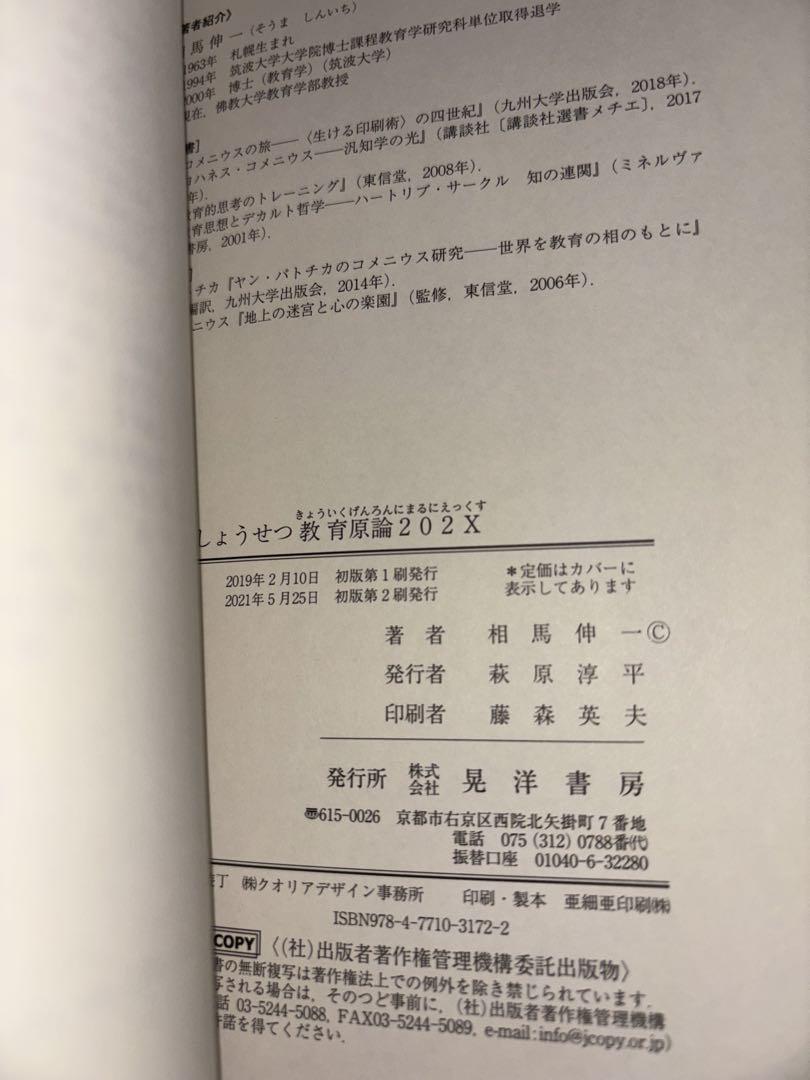 著者紹介〉
馬伸一（そうま しんいち）
1963年 札幌生まれ
1994年 筑波大学大学院博士課程教育学研究科単位取得退学
2000年 博士（教育学）（筑波大学）
現在，佛教大学教育学部教授
書］
コメニウスの旅――〈生ける印刷術〉の四世紀』（九州大学出版会，2018年）.
ハネス・コメニウス――汎知学の光』（講談社［講談社選書メチエ］，2017
年）.
育的思考のトレーニング』（東信堂，2008年）.
育思想とデカルト哲学――ハートリブ・サークル 知の連関』（ミネルヴァ
書房，2001年）.
］
チカ『ヤン・パトチカのコメニウス研究――世界を教育の相のもとに』
編訳，九州大学出版会，2014年）.
ニウス『地上の迷宮と心の楽園』（監修，東信堂，2006年）.
きょういくげんろんにまるにえっくす
しょうせつ 教育原論202X
2019年2月10日 初版第1刷発行
2021年5月25日 初版第2刷発行
＊定価はカバーに
表示してあります
著者 相馬伸一Ⓒ
発行者 萩原淳平
印刷者 藤森英夫
発行所 株式会社 晃洋書房
〠615-0026 京都市右京区西院北矢掛町7番地
電話 075(312)0788番㈹
振替口座 01040-6-32280
装丁 ㈱クオリアデザイン事務所 印刷・製本 亜細亜印刷㈱
ISBN978-4-7710-3172-2
JCOPY 〈(社)出版者著作権管理機構委託出版物〉
書の無断複写は著作権法上での例外を除き禁じられています．
写される場合は，そのつど事前に，(社)出版者著作権管理機構
話 03-5244-5088, FAX03-5244-5089, e-mail:info@jcopy.or.jp)
許諾を得てください．